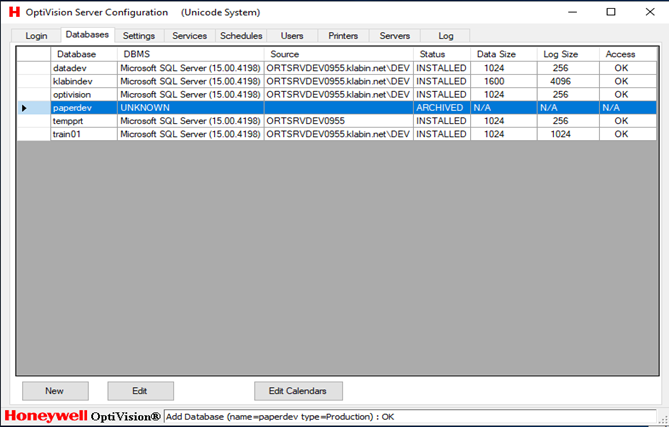 H OptiVision Server Configuration (Unicode System)
Login Databases Settings Services Schedules Users Printers Servers Log
Database DBMS Source Status Data Size Log Size Access
datadev Microsoft SQL Server (15.00.4198) ORTSRVDEV0955.klabin.net\DEV INSTALLED 1024 256 OK
klabindev Microsoft SQL Server (15.00.4198) ORTSRVDEV0955.klabin.net\DEV INSTALLED 1600 4096 OK
optivision Microsoft SQL Server (15.00.4198) ORTSRVDEV0955.klabin.net\DEV INSTALLED 1024 256 OK
paperdev UNKNOWN ARCHIVED N/A N/A N/A
tempprt Microsoft SQL Server (15.00.4198) ORTSRVDEV0955 INSTALLED 1024 256 OK
train01 Microsoft SQL Server (15.00.4198) ORTSRVDEV0955.klabin.net\DEV INSTALLED 1024 1024 OK
New Edit Edit Calendars
Honeywell OptiVision® Add Database (name=paperdev type=Production) : OK